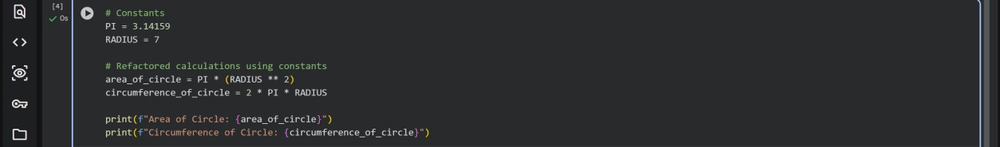 [4]
0s
# Constants
PI = 3.14159
RADIUS = 7
# Refactored calculations using constants
area_of_circle = PI * (RADIUS ** 2)
circumference_of_circle = 2 * PI * RADIUS
print(f"Area of Circle: {area_of_circle}")
print(f"Circumference of Circle: {circumference_of_circle}")